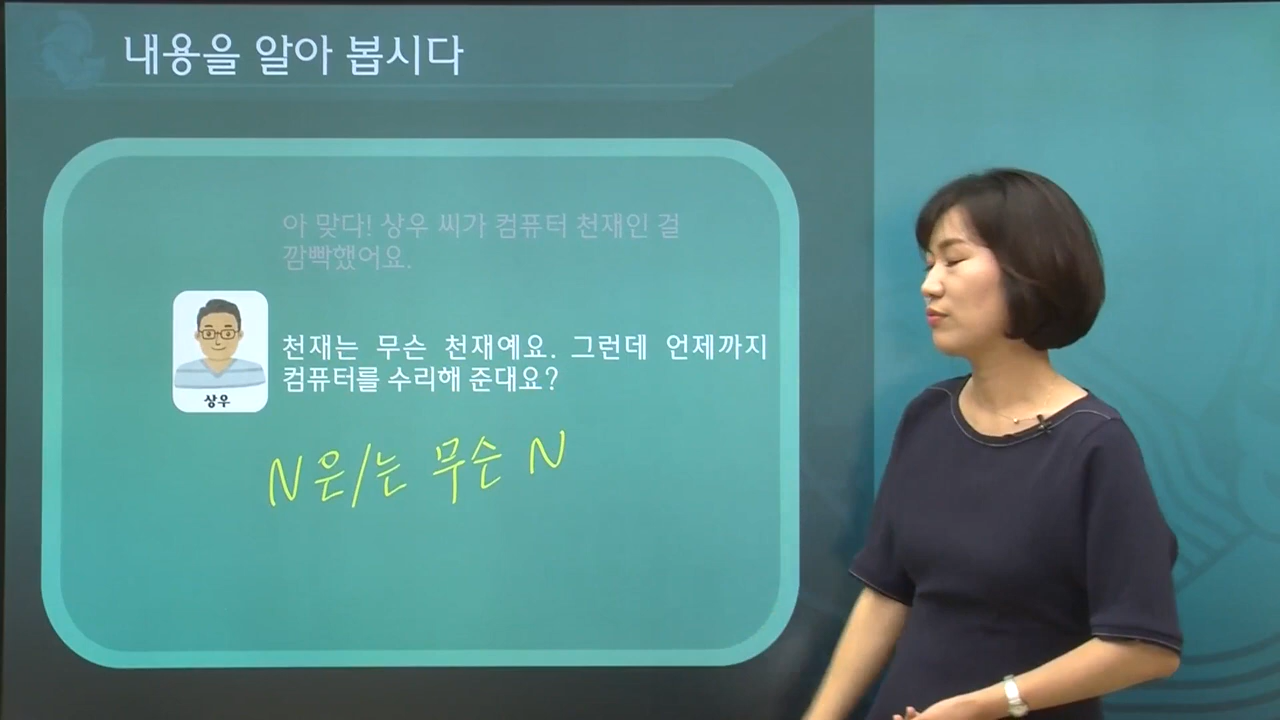 내용을 알아 봅시다
아 맞다! 상우 씨가 컴퓨터 천재인 걸
깜빡했어요.
천재는 무슨 천재예요. 그런데 언제까지
컴퓨터를 수리해 준대요?
상우
N 은/는 무슨 N